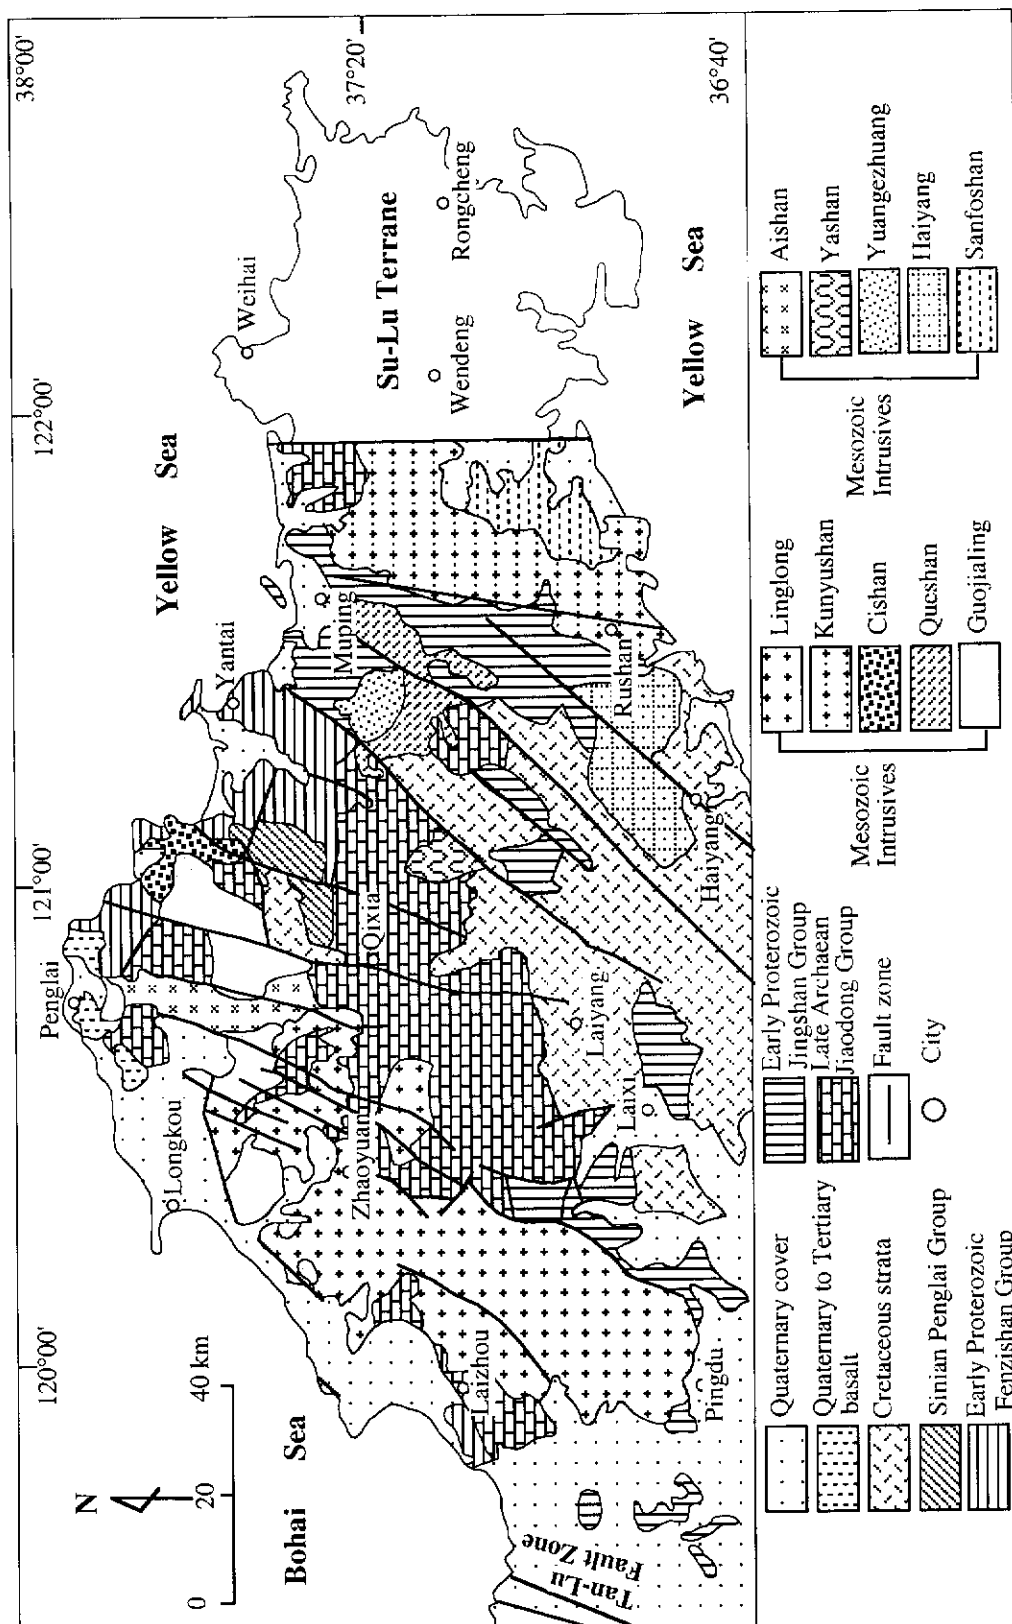 120°00'
121°00'
122°00'
38°00'
37°20'
36°40'
N
0
20
40 km
Bohai Sea
Yellow Sea
Yellow Sea
Su-Lu Terrane
Tan-Lu
Fault Zone
Penglai
Longkou
Yantai
Weihai
Muping
Rongcheng
Wendeng
Zhaoyuan
Qixia
Laizhou
Laiyang
Laixi
Rushan
Haiyang
Pingdu
Quaternary cover
Quaternary to Tertiary
basalt
Cretaceous strata
Sinian Penglai Group
Early Proterozoic
Fenzishan Group
Early Proterozoic
Jingshan Group
Late Archaean
Jiaodong Group
Fault zone
City
Mesozoic
Intrusives
Linglong
Kunyushan
Cishan
Queshan
Guojialing
Mesozoic
Intrusives
Aishan
Yashan
Yuangezhuang
Haiyang
Sanfoshan